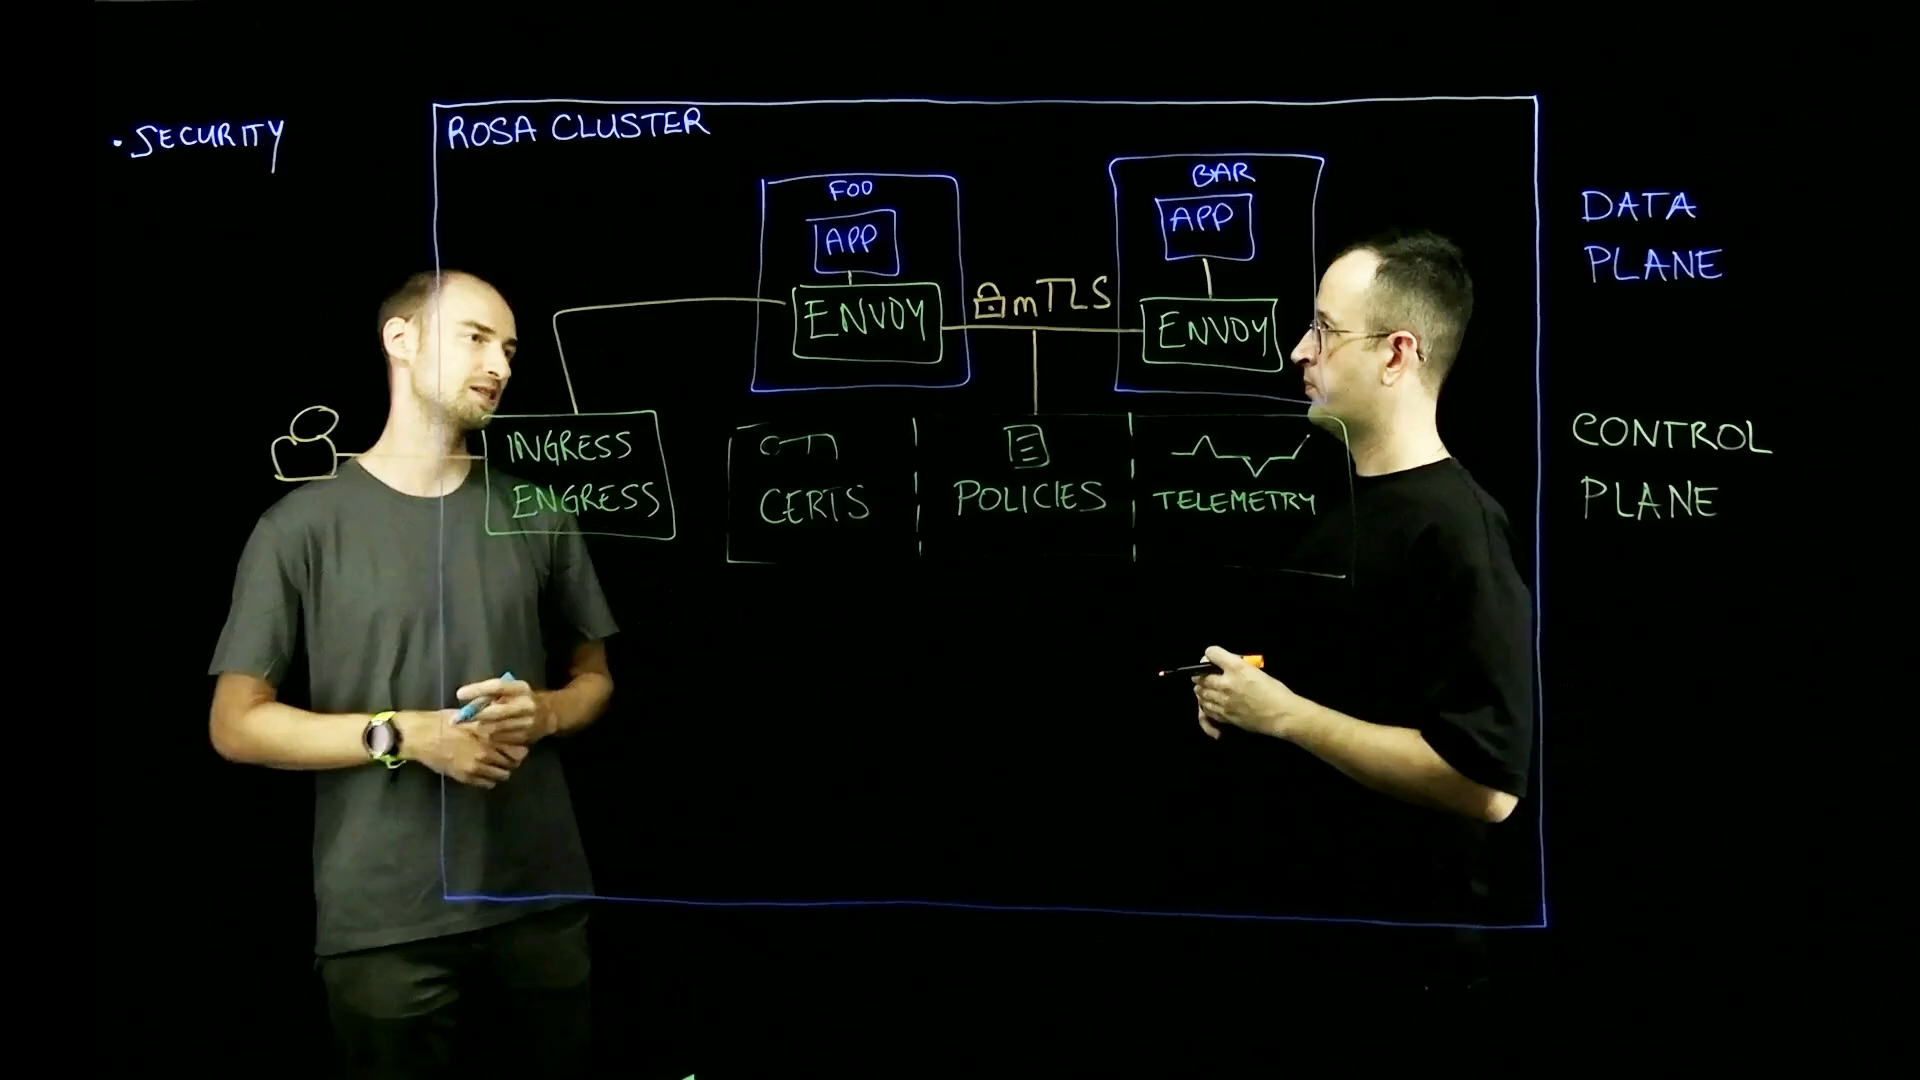 · SECURITY
ROSA CLUSTER
FOO
APP
ENVOY
mTLS
BAR
APP
ENVOY
DATA
PLANE
INGRESS
ENGRESS
CERTS
POLICIES
TELEMETRY
CONTROL
PLANE